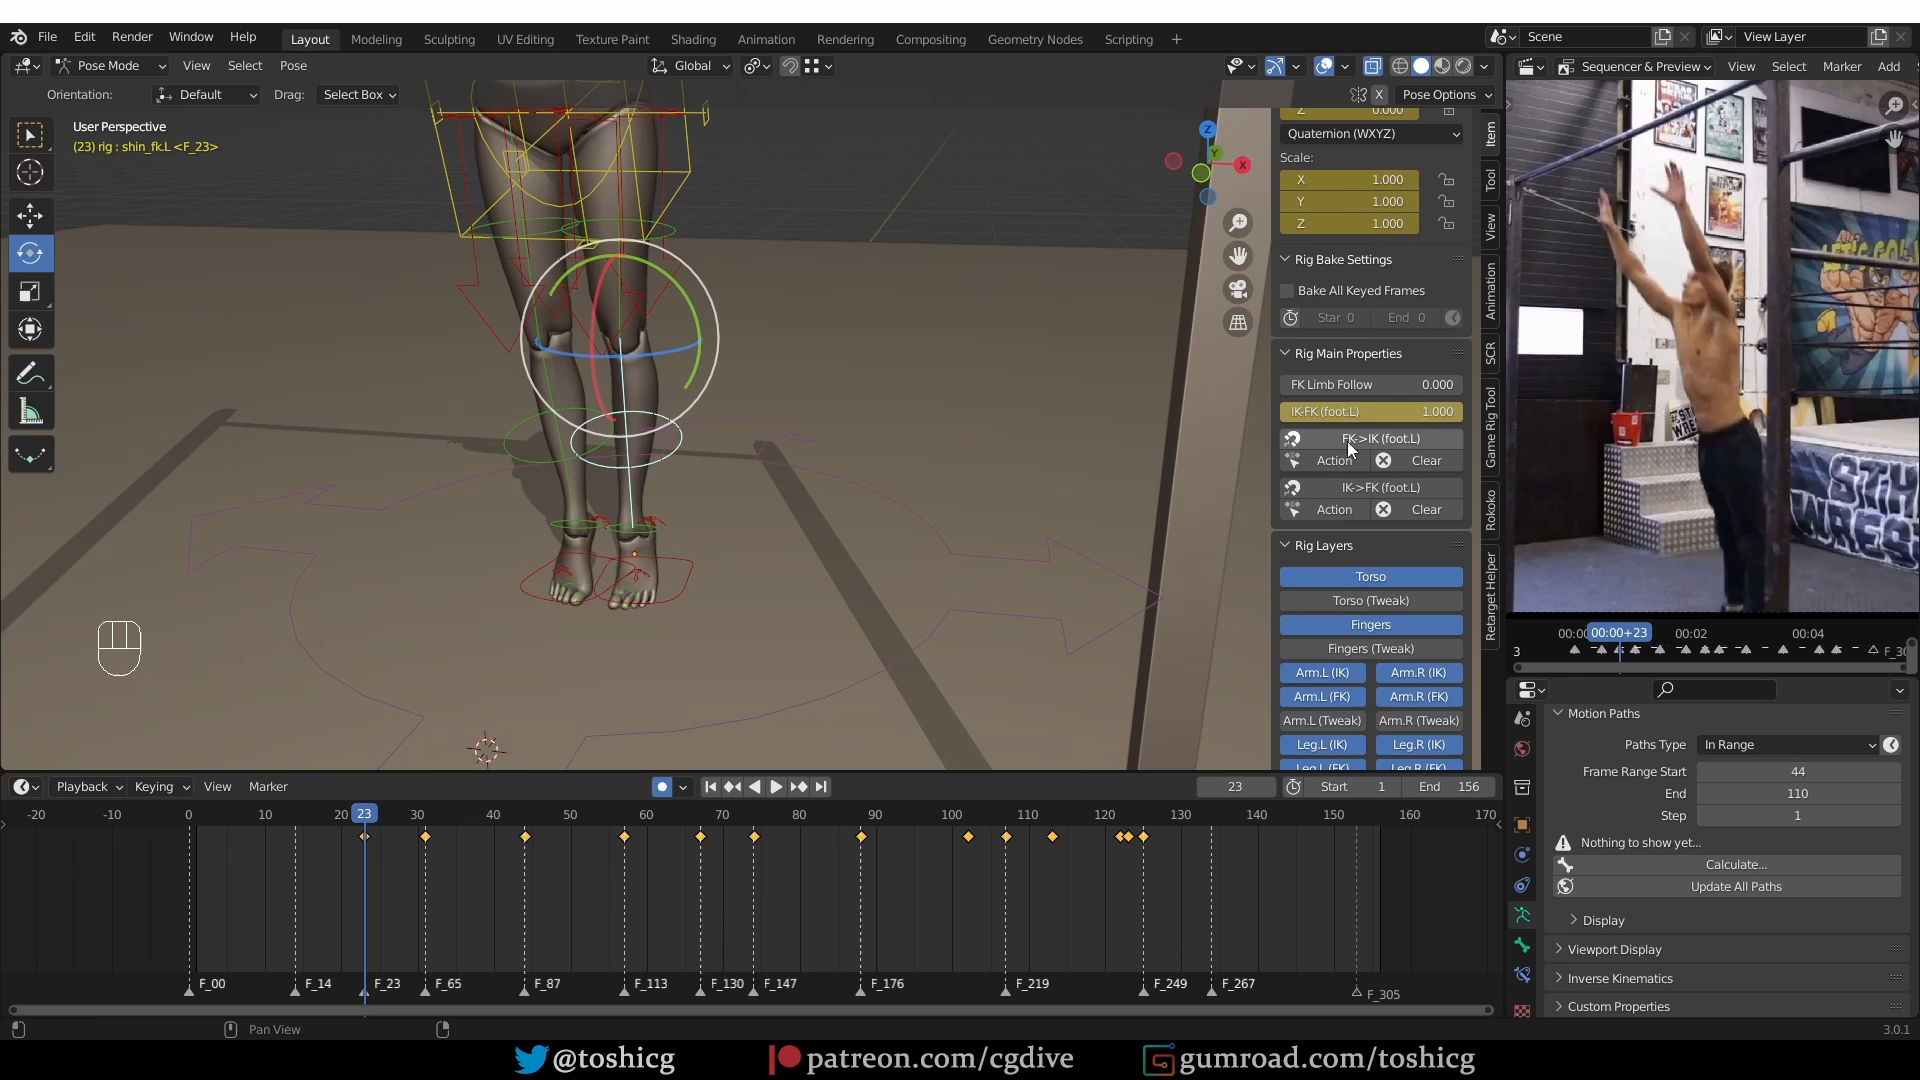 File Edit Render Window Help
Layout Modeling Sculpting UV Editing Texture Paint Shading Animation Rendering Compositing Geometry Nodes Scripting +
Scene
View Layer
Pose Mode View Select Pose
Global
Sequencer & Preview View Select Marker Add
Orientation: Default Drag: Select Box
X Pose Options
User Perspective
(23) rig : shin_fk.L <F_23>
Z
Y
X
Z 0.000
Quaternion (WXYZ)
Scale:
X 1.000
Y 1.000
Z 1.000
Rig Bake Settings
Bake All Keyed Frames
Star 0 End 0
Rig Main Properties
FK Limb Follow 0.000
IK-FK (foot.L) 1.000
FK->IK (foot.L)
Action Clear
IK->FK (foot.L)
Action Clear
Rig Layers
Torso
Torso (Tweak)
Fingers
Fingers (Tweak)
Arm.L (IK) Arm.R (IK)
Arm.L (FK) Arm.R (FK)
Arm.L (Tweak) Arm.R (Tweak)
Leg.L (IK) Leg.R (IK)
Leg.L (FK) Leg.R (FK)
Item
Tool
View
Animation
SCR
Game Rig Tool
Rokoko
Retarget Helper
LET'S GO
STH
WRE
00:00+23 00:02 00:04
3
Motion Paths
Paths Type In Range
Frame Range Start 44
End 110
Step 1
Nothing to show yet...
Calculate...
Update All Paths
Display
Viewport Display
Inverse Kinematics
Custom Properties
Playback Keying View Marker
23 Start 1 End 156
-20 -10 0 10 20 23 30 40 50 60 70 80 90 100 110 120 130 140 150 160 170
F_00 F_14 F_23 F_65 F_87 F_113 F_130 F_147 F_176 F_219 F_249 F_267 F_305
Pan View
3.0.1
@toshicg patreon.com/cgdive gumroad.com/toshicg